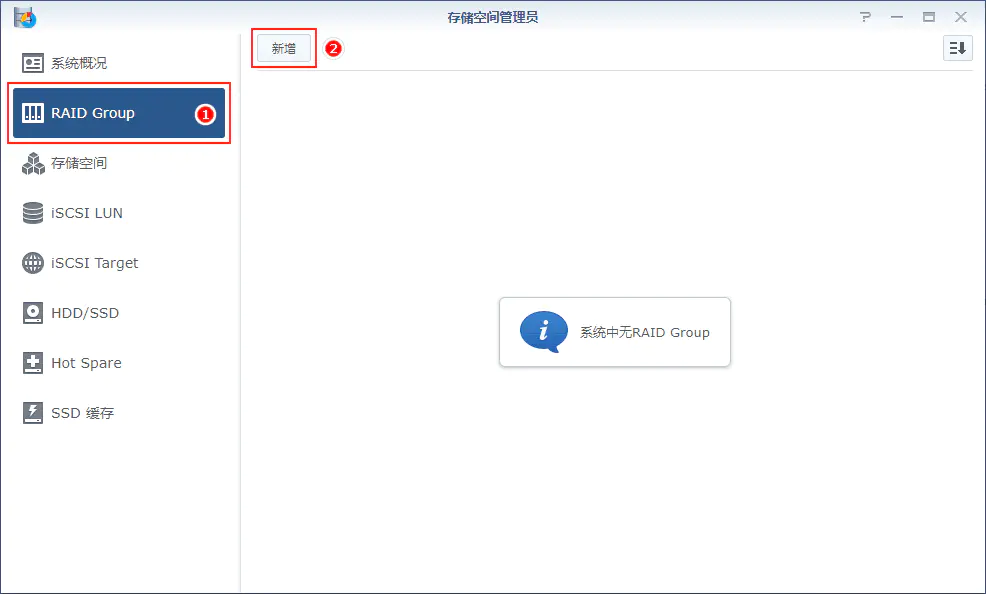 存储空间管理员
系统概况
RAID Group
1
存储空间
iSCSI LUN
iSCSI Target
HDD/SSD
Hot Spare
SSD 缓存
新增
2
系统中无RAID Group